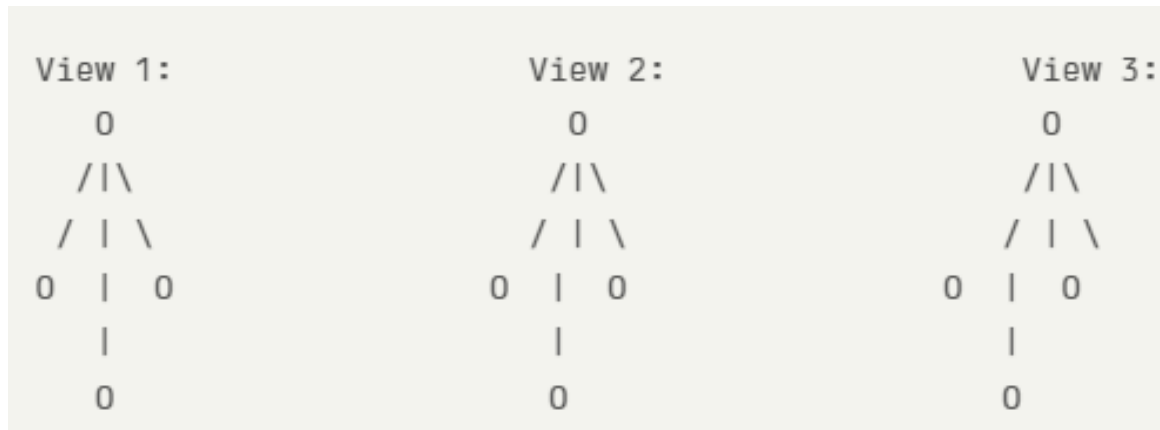 View 1:                    View 2:                    View 3:
   O                       O                       O
  /|\                     /|\                     /|\
 / | \                   / | \                   / | \
O  |  O                O  |  O                O  |  O
   |                      |                      |
   O                      O                      O